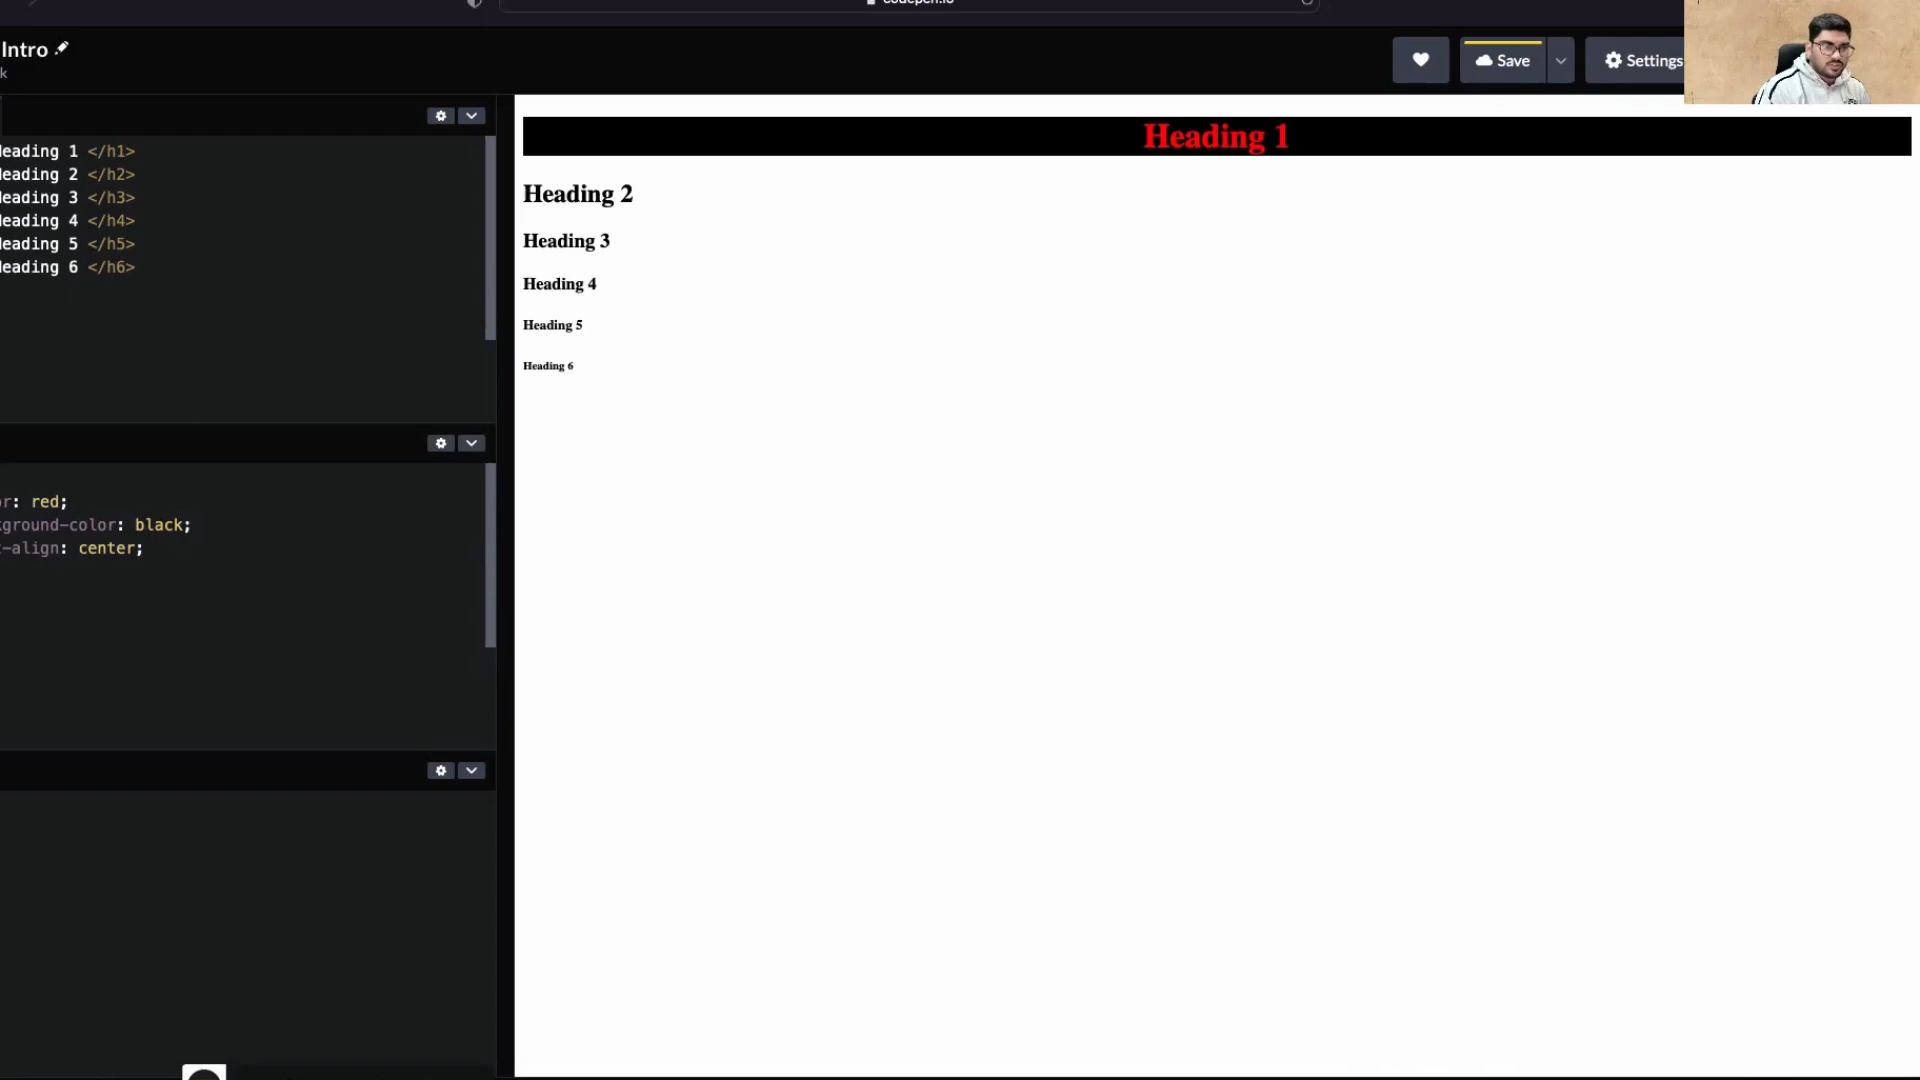 Intro
k
Save
Settings
eading 1 </h1>
eading 2 </h2>
eading 3 </h3>
eading 4 </h4>
eading 5 </h5>
eading 6 </h6>
or: red;
kground-color: black;
t-align: center;
Heading 1
Heading 2
Heading 3
Heading 4
Heading 5
Heading 6